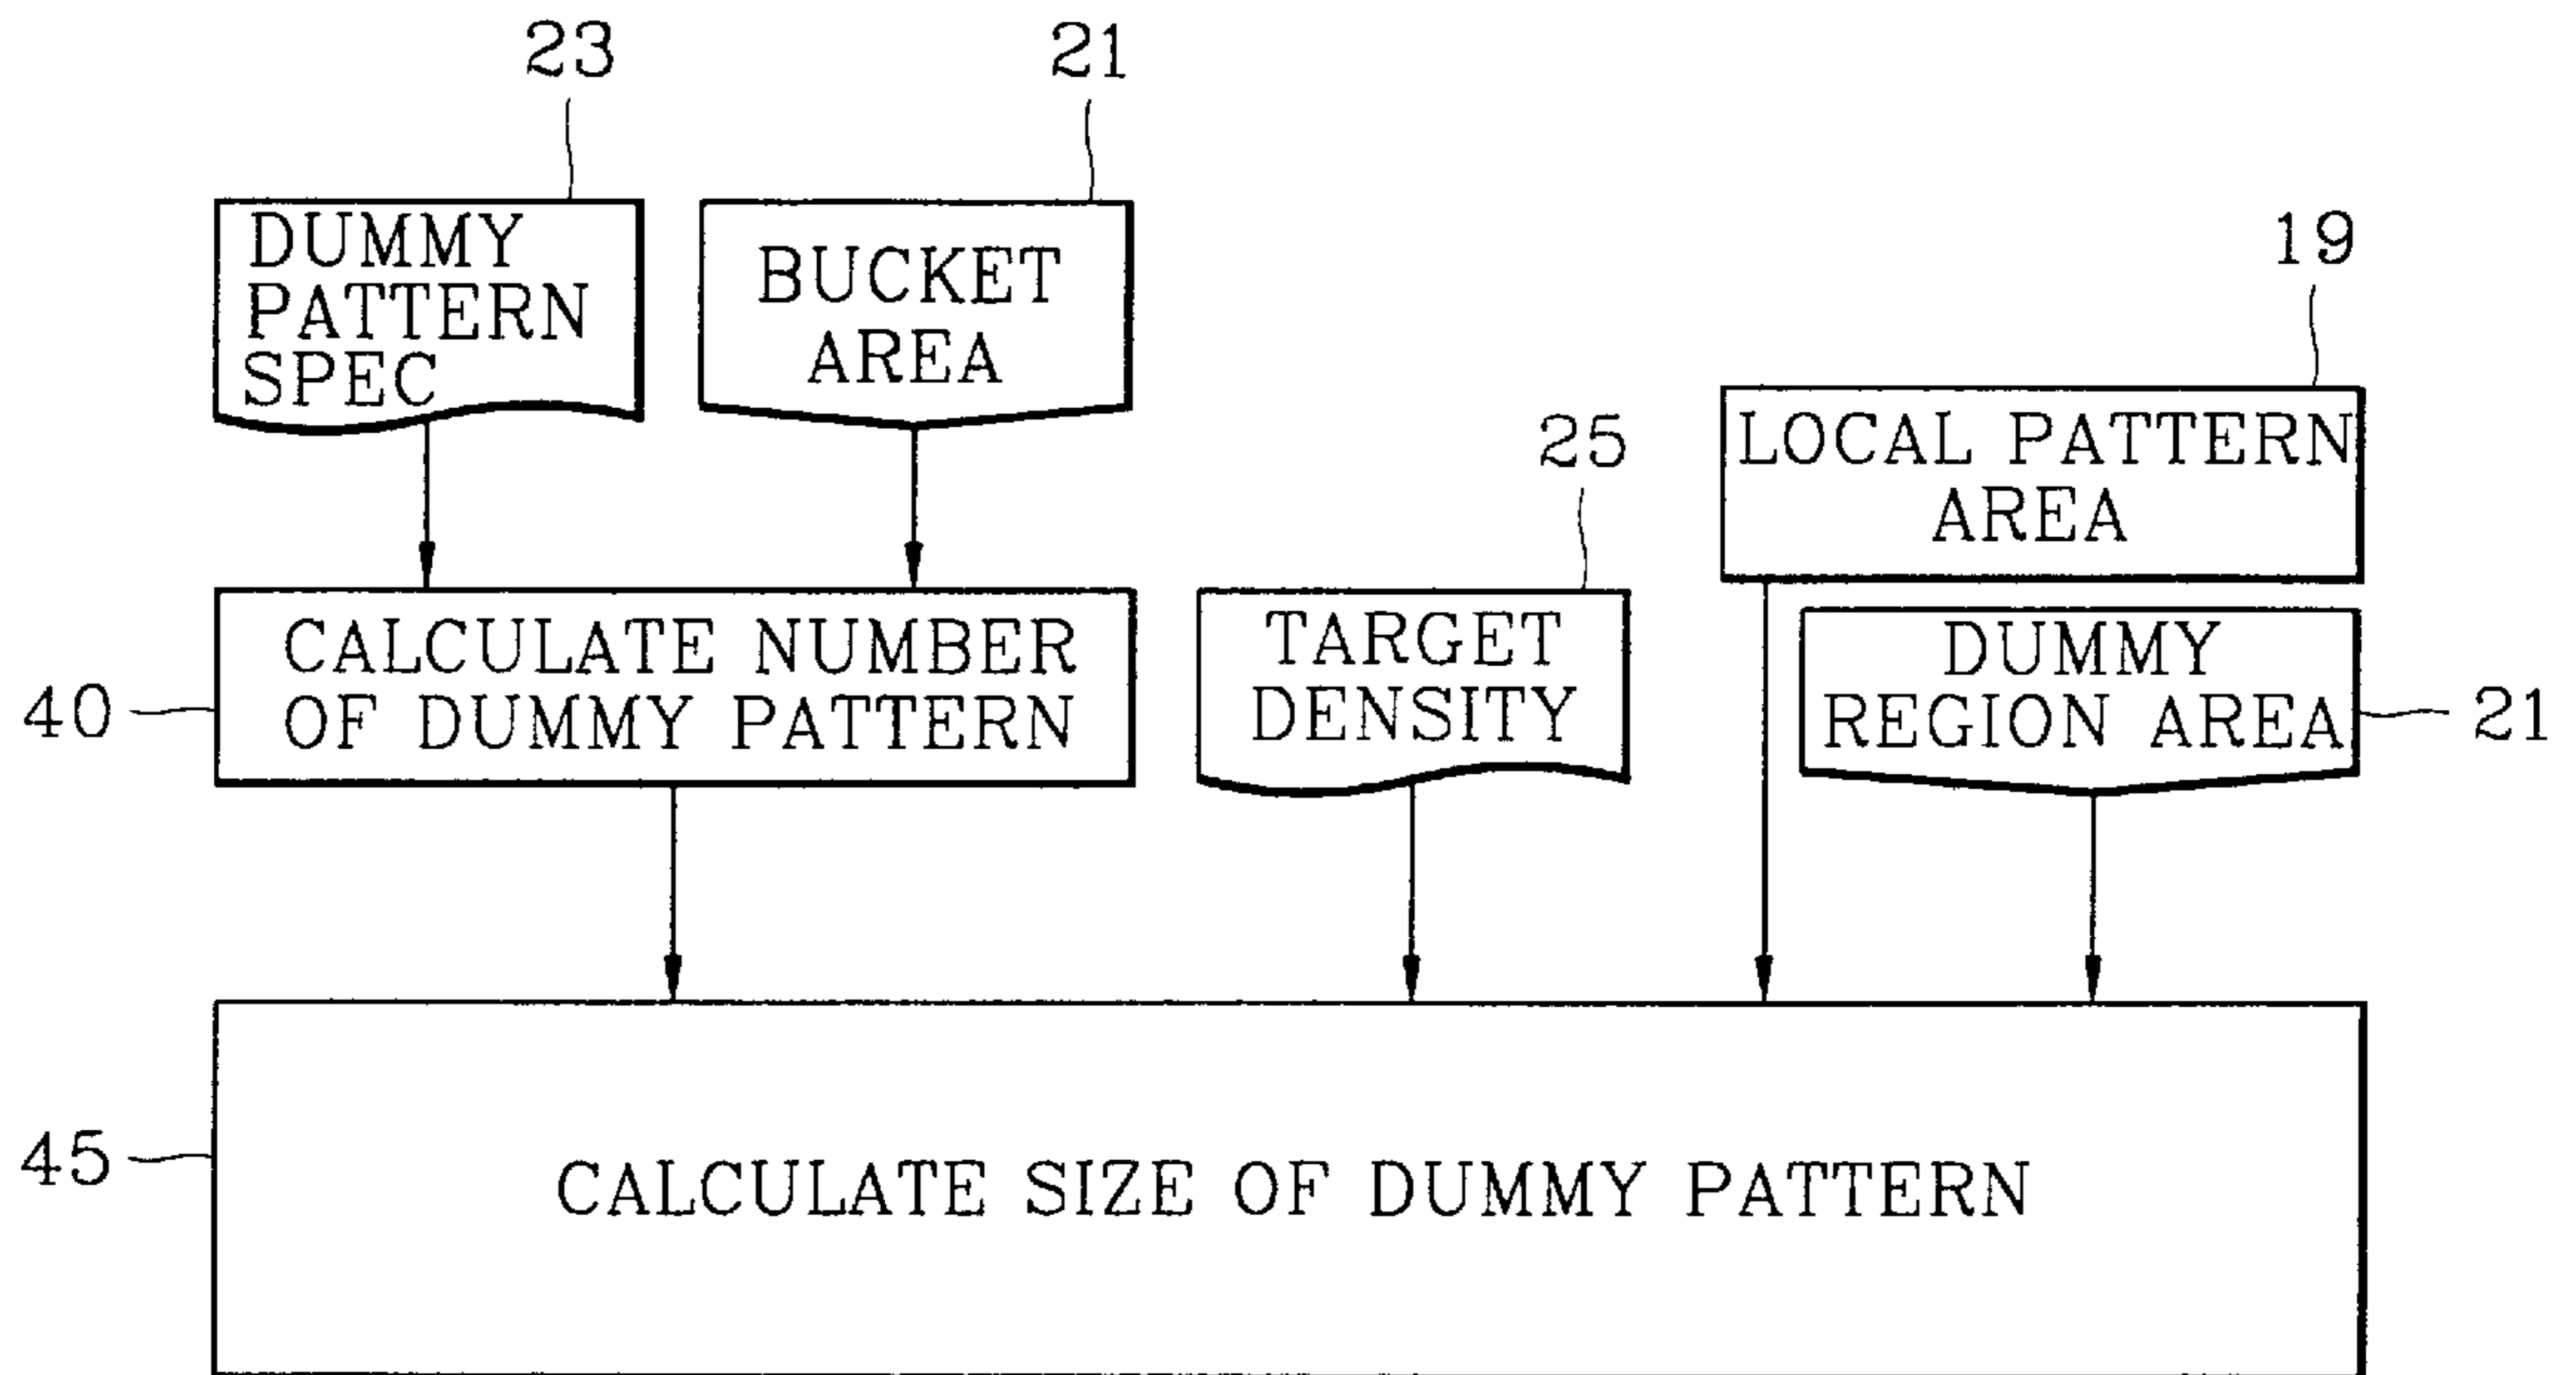 23
21
DUMMY
PATTERN
SPEC
BUCKET
AREA
19
LOCAL PATTERN
AREA
25
CALCULATE NUMBER
OF DUMMY PATTERN
40
TARGET
DENSITY
DUMMY
REGION AREA
21
45
CALCULATE SIZE OF DUMMY PATTERN